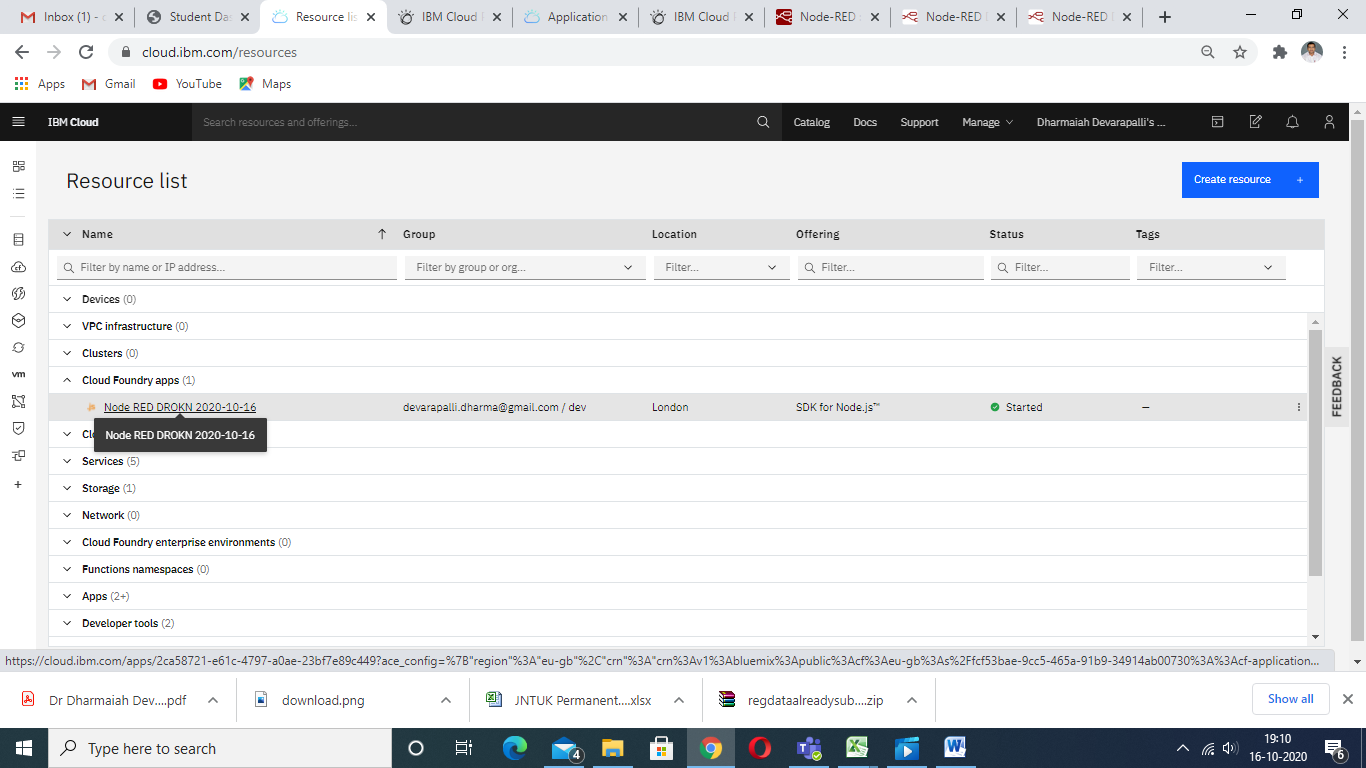 Inbox (1) - c
Student Das
Resource lis
IBM Cloud
Application
IBM Cloud
Node-RED S
Node-RED
Node-RED
cloud.ibm.com/resources
Apps Gmail YouTube Maps
IBM Cloud
Search resources and offerings...
Catalog Docs Support Manage Dharmaiah Devarapalli's ...
Resource list
Create resource +
Name Group Location Offering Status Tags
Filter by name or IP address... Filter by group or org... Filter... Filter... Filter... Filter...
Devices (0)
VPC infrastructure (0)
Clusters (0)
Cloud Foundry apps (1)
Node RED DROKN 2020-10-16 devarapalli.dharma@gmail.com / dev London SDK for Node.js™ Started –
Node RED DROKN 2020-10-16
Services (5)
Storage (1)
Network (0)
Cloud Foundry enterprise environments (0)
Functions namespaces (0)
Apps (2+)
Developer tools (2)
vm
FEEDBACK
https://cloud.ibm.com/apps/2ca58721-e61c-4797-a0ae-23bf7e89c449?ace_config=%7B"region"%3A"eu-gb"%2C"crn"%3A"crn%3Av1%3Abluemix%3Apublic%3Acf%3Aeu-gb%3As%2Ffcf53bae-9cc5-465a-91b9-34914ab00730%3A%3Acf-application...
Dr Dharmaiah Dev....pdf
download.png
JNTUK Permanent....xlsx
regdataalreadysub....zip
Show all
Type here to search
4
19:10
16-10-2020
6